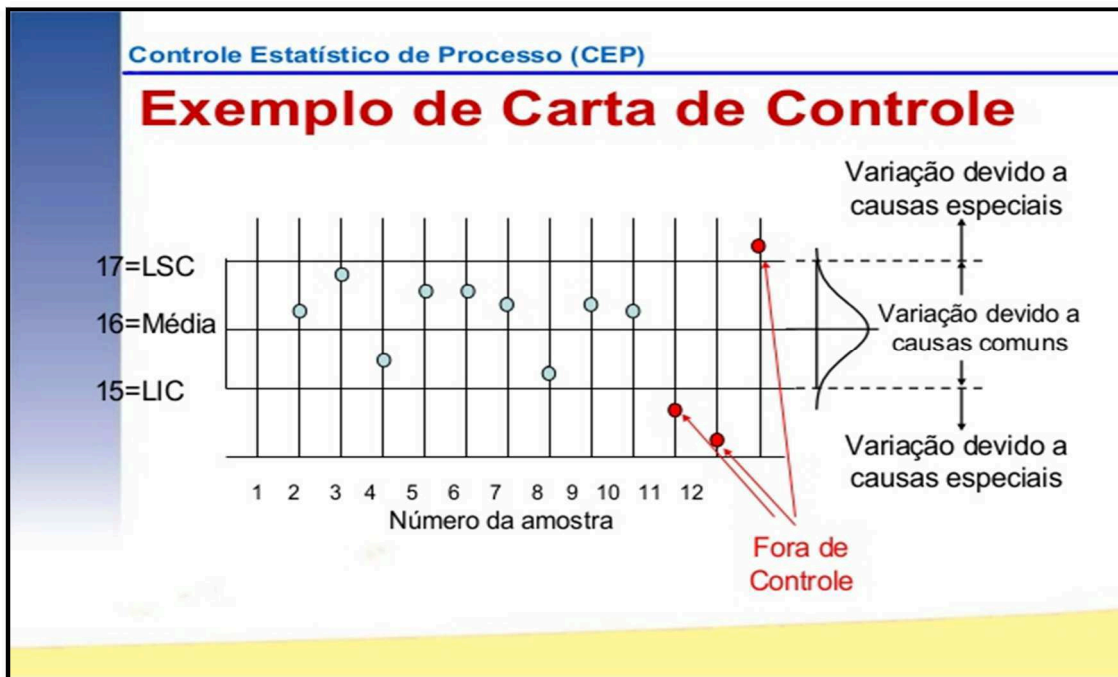 Controle Estatístico de Processo (CEP)
Exemplo de Carta de Controle
Variação devido a
causas especiais
17=LSC
16=Média
Variação devido a
causas comuns
15=LIC
Variação devido a
causas especiais
1 2 3 4 5 6 7 8 9 10 11 12
Número da amostra
Fora de
Controle